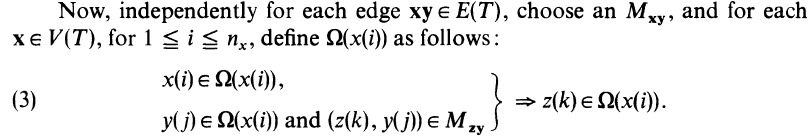 Now, independently for each edge xy ∈ E(T), choose an M_xy, and for each
x ∈ V(T), for 1 ≦ i ≦ n_x, define Ω(x(i)) as follows:
x(i) ∈ Ω(x(i)),
(3) } ⇒ z(k) ∈ Ω(x(i)).
y(j) ∈ Ω(x(i)) and (z(k), y(j)) ∈ M_zy